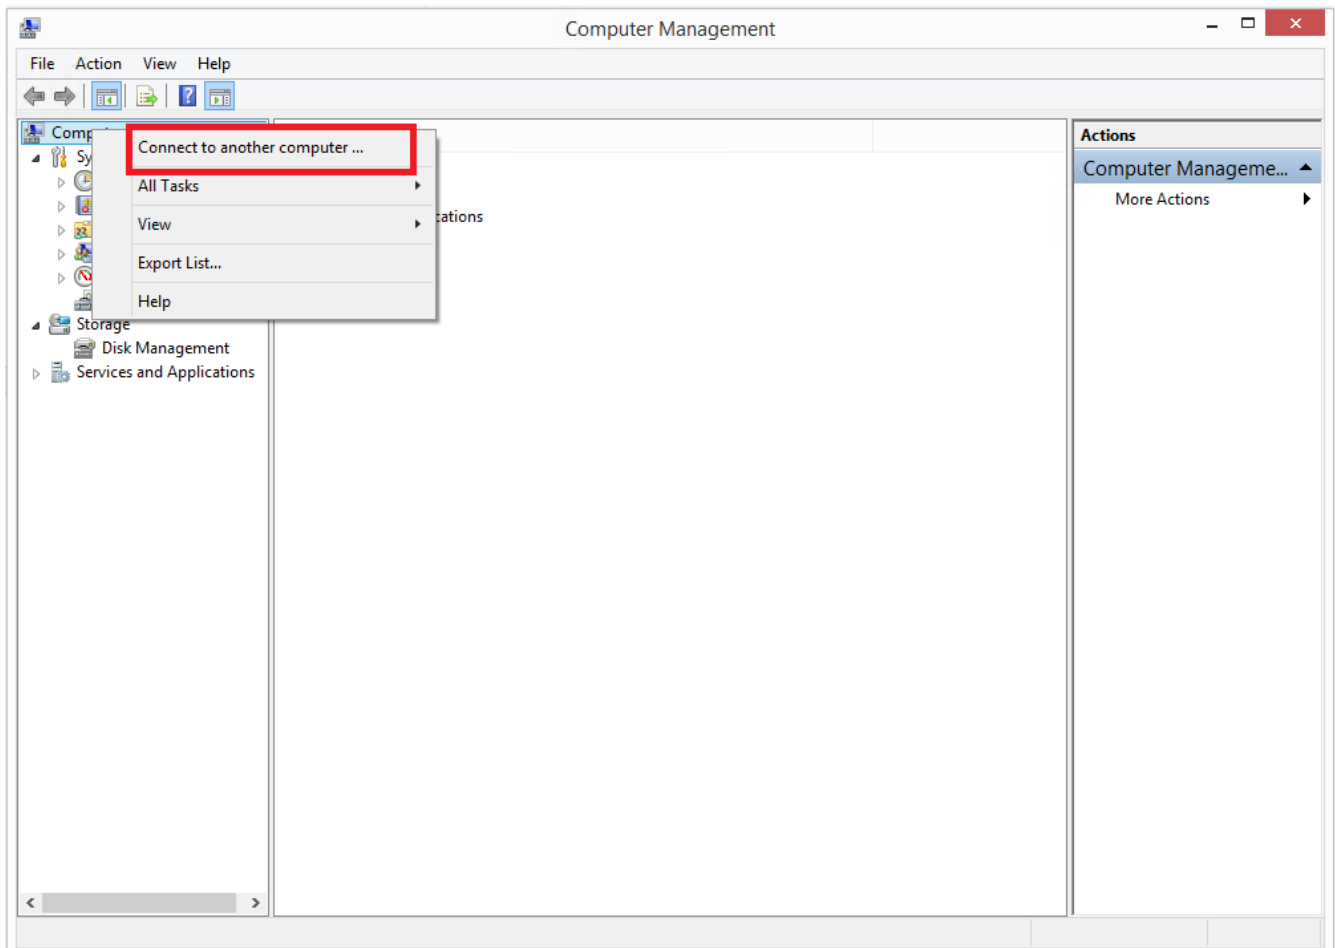 Computer Management
File Action View Help
Comp
Connect to another computer ...
Sy
All Tasks
View
cations
Export List...
Help
Storage
Disk Management
Services and Applications
Actions
Computer Manageme...
More Actions